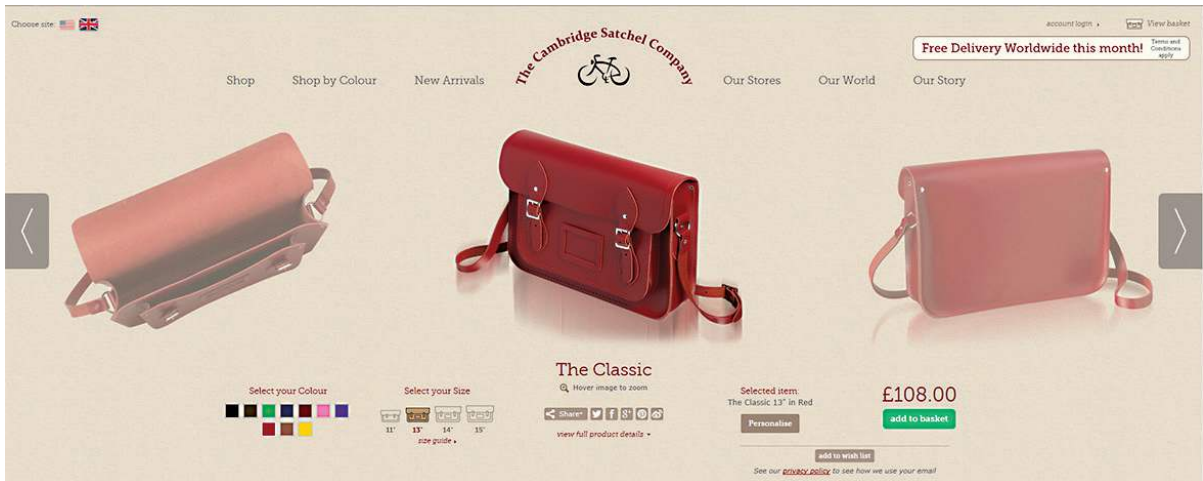 Choose site:
account login ▸
View basket
Free Delivery Worldwide this month!
Terms and
Conditions
apply
The Cambridge Satchel Company
Shop
Shop by Colour
New Arrivals
Our Stores
Our World
Our Story
The Classic
Hover image to zoom
Select your Colour
Select your Size
11"
13"
14"
15"
size guide ▸
Share+
view full product details
Selected item
The Classic 13" in Red
Personalise
£108.00
add to basket
add to wish list
See our privacy policy to see how we use your email